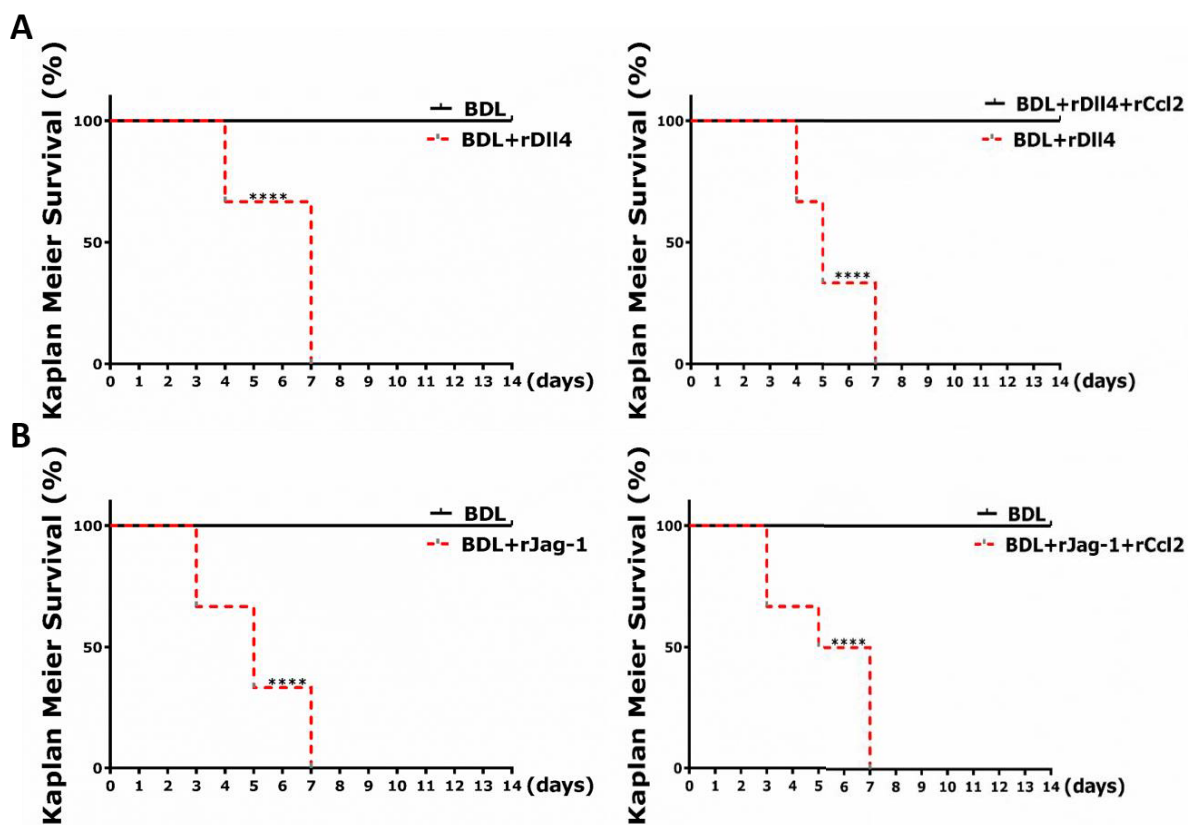 A
Kaplan Meier Survival (%)
100
50
0
BDL
BDL+rDll4
****
0 1 2 3 4 5 6 7 8 9 10 11 12 13 14 (days)
Kaplan Meier Survival (%)
100
50
0
BDL+rDll4+rCcl2
BDL+rDll4
****
0 1 2 3 4 5 6 7 8 9 10 11 12 13 14 (days)
B
Kaplan Meier Survival (%)
100
50
0
BDL
BDL+rJag-1
****
0 1 2 3 4 5 6 7 8 9 10 11 12 13 14 (days)
Kaplan Meier Survival (%)
100
50
0
BDL
BDL+rJag-1+rCcl2
****
0 1 2 3 4 5 6 7 8 9 10 11 12 13 14 (days)